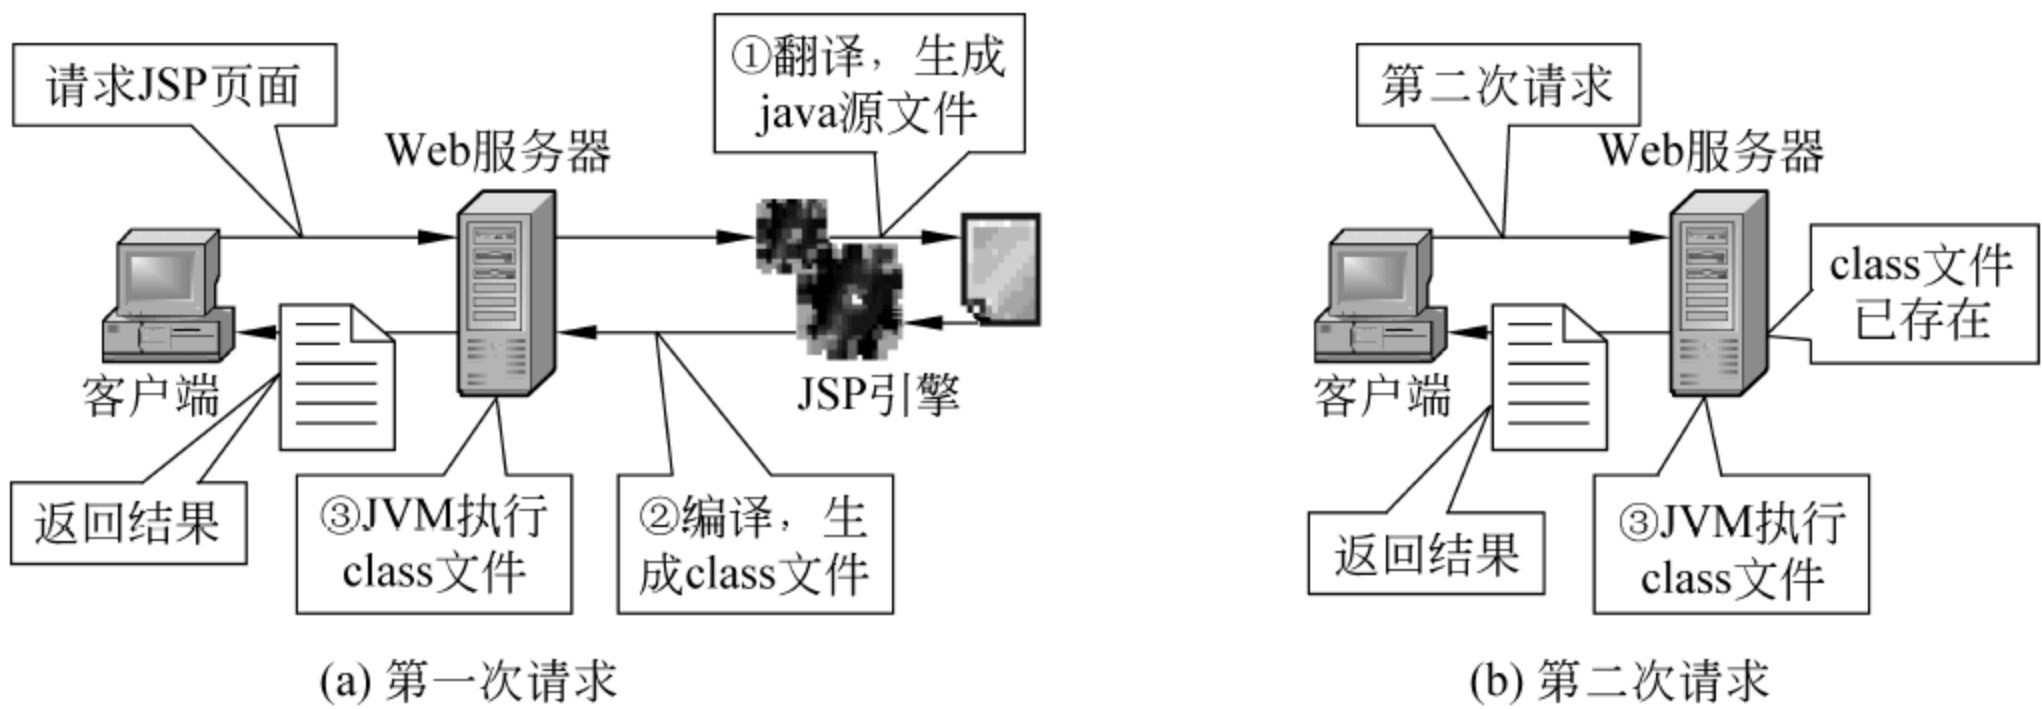 请求JSP页面
Web服务器
①翻译，生成
java源文件
客户端
JSP引擎
返回结果
③JVM执行
class文件
②编译，生
成class文件
(a) 第一次请求
第二次请求
Web服务器
class文件
已存在
客户端
返回结果
③JVM执行
class文件
(b) 第二次请求